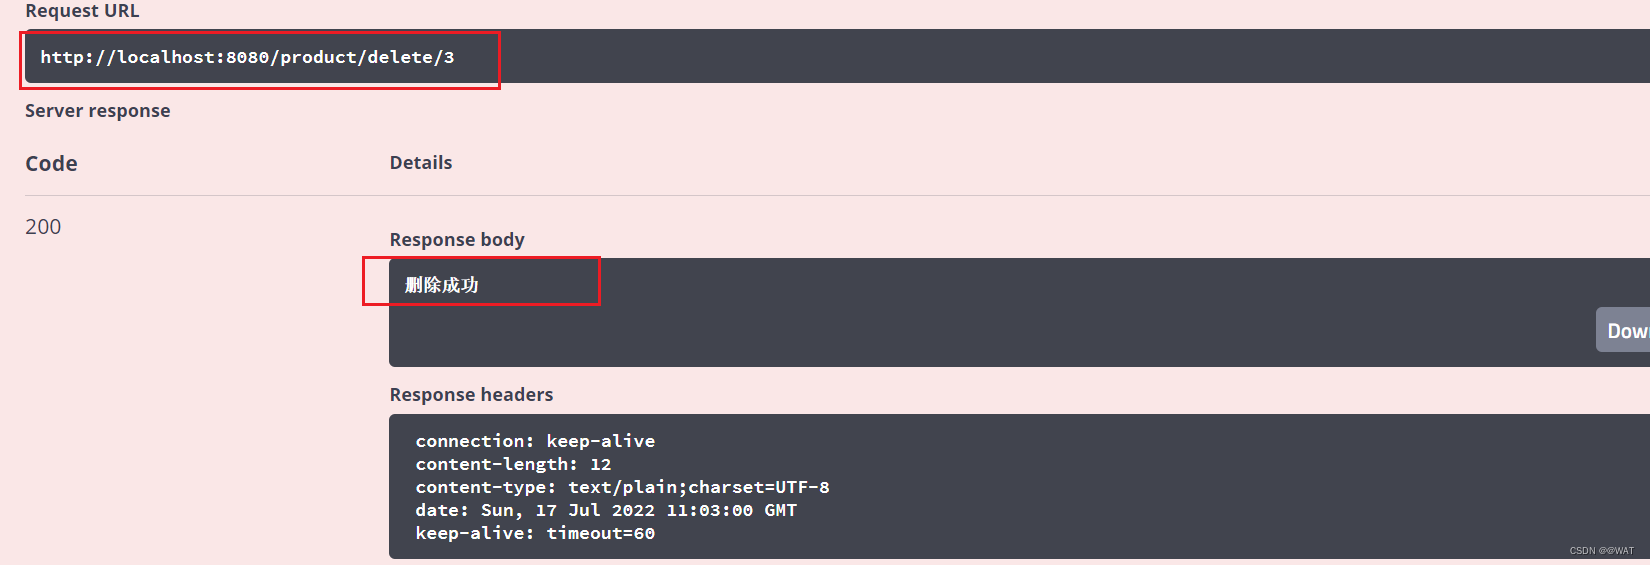 Request URL
http://localhost:8080/product/delete/3
Server response
Code Details
200
Response body
删除成功
Dow
Response headers
connection: keep-alive
content-length: 12
content-type: text/plain;charset=UTF-8
date: Sun, 17 Jul 2022 11:03:00 GMT
keep-alive: timeout=60
CSDN @@WAT